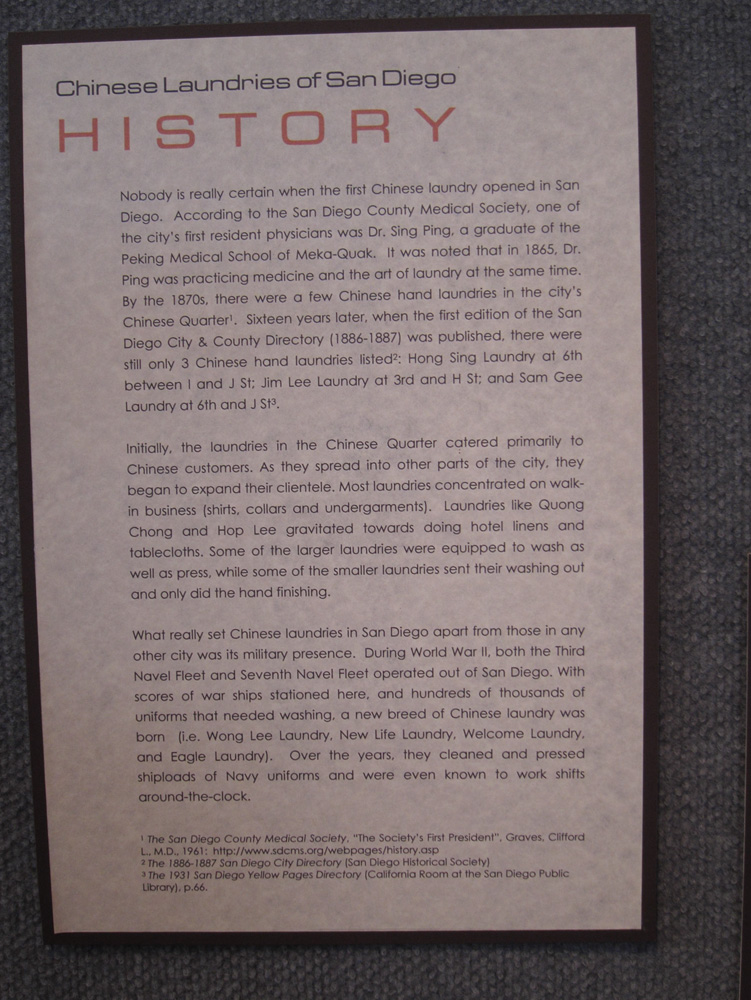 Chinese Laundries of San Diego
HISTORY
Nobody is really certain when the first Chinese laundry opened in San
Diego. According to the San Diego County Medical Society, one of
the city's first resident physicians was Dr. Sing Ping, a graduate of the
Peking Medical School of Meka-Quak. It was noted that in 1865, Dr.
Ping was practicing medicine and the art of laundry at the same time.
By the 1870s, there were a few Chinese hand laundries in the city's
Chinese Quarter¹. Sixteen years later, when the first edition of the San
Diego City & County Directory (1886-1887) was published, there were
still only 3 Chinese hand laundries listed²: Hong Sing Laundry at 6th
between I and J St; Jim Lee Laundry at 3rd and H St; and Sam Gee
Laundry at 6th and J St³.
Initially, the laundries in the Chinese Quarter catered primarily to
Chinese customers. As they spread into other parts of the city, they
began to expand their clientele. Most laundries concentrated on walk-
in business (shirts, collars and undergarments). Laundries like Quong
Chong and Hop Lee gravitated towards doing hotel linens and
tablecloths. Some of the larger laundries were equipped to wash as
well as press, while some of the smaller laundries sent their washing out
and only did the hand finishing.
What really set Chinese laundries in San Diego apart from those in any
other city was its military presence. During World War II, both the Third
Navel Fleet and Seventh Navel Fleet operated out of San Diego. With
scores of war ships stationed here, and hundreds of thousands of
uniforms that needed washing, a new breed of Chinese laundry was
born (i.e. Wong Lee Laundry, New Life Laundry, Welcome Laundry,
and Eagle Laundry). Over the years, they cleaned and pressed
shiploads of Navy uniforms and were even known to work shifts
around-the-clock.
¹ The San Diego County Medical Society, "The Society's First President", Graves, Clifford
L., M.D., 1961; http://www.sdcms.org/webpages/history.asp
² The 1886-1887 San Diego City Directory (San Diego Historical Society)
³ The 1931 San Diego Yellow Pages Directory (California Room at the San Diego Public
Library), p.66.